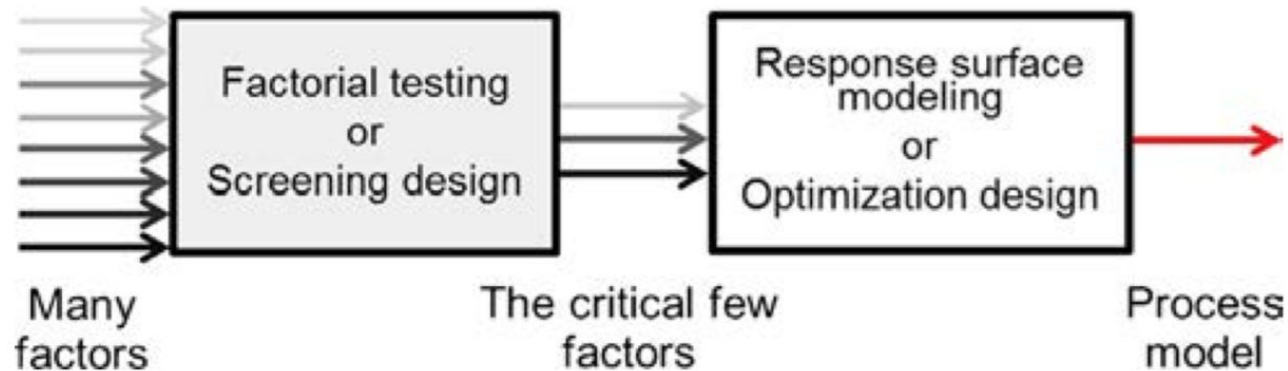 Factorial testing
or
Screening design
Response surface
modeling
or
Optimization design
Many
factors
The critical few
factors
Process
model